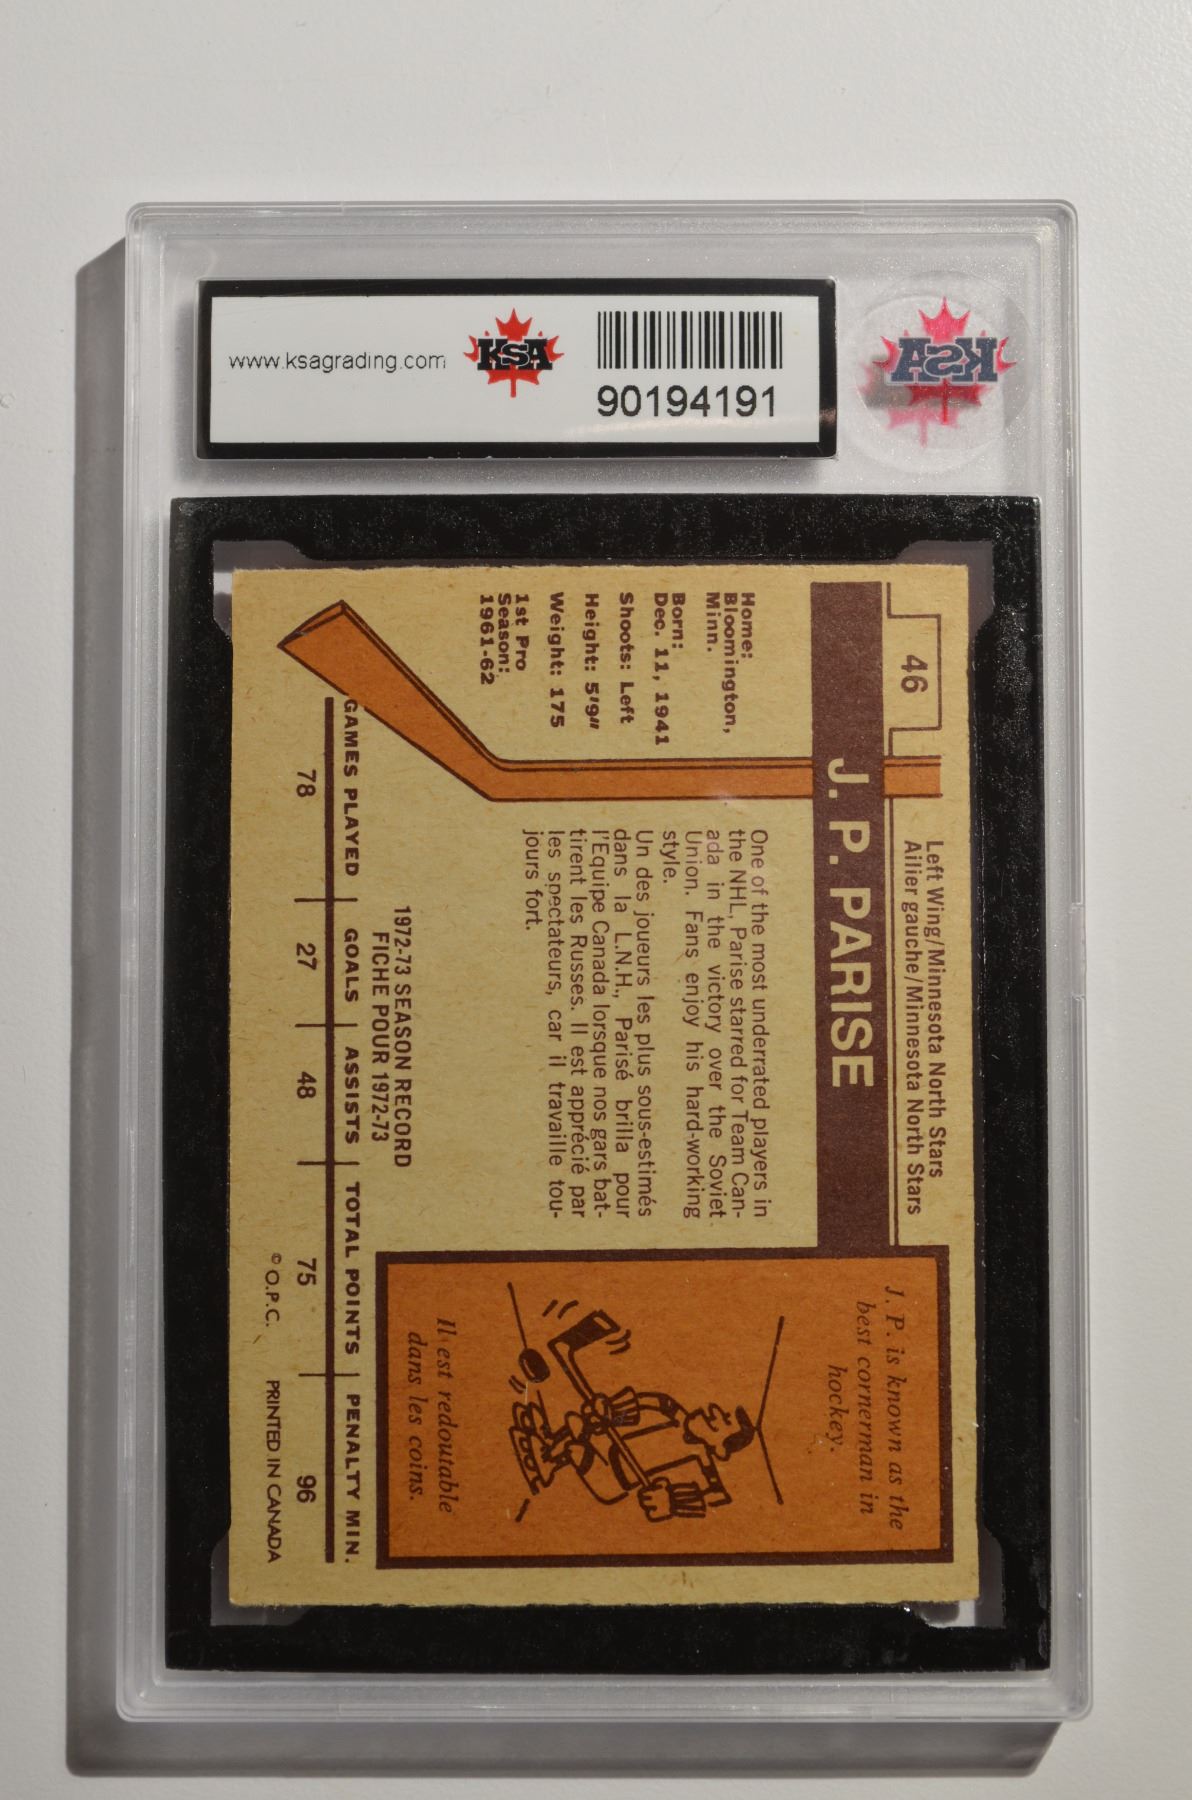 www.ksagrading.com
KSA
90194191
KSA
46
Left Wing/Minnesota North Stars
Ailier gauche/Minnesota North Stars
J. P. PARISE
Home:
Bloomington,
Minn.
Born:
Dec. 11, 1941
Shoots: Left
Height: 5'9"
Weight: 175
1st Pro
Season:
1961-62
One of the most underrated players in
the NHL, Parise starred for Team Can-
ada in the victory over the Soviet
Union. Fans enjoy his hard-working
style.
Un des joueurs les plus sous-estimés
dans la L.N.H., Parisé brilla pour
l'Equipe Canada lorsque nos gars bat-
tirent les Russes. Il est apprécié par
les spectateurs, car il travaille tou-
jours fort.
J. P. is known as the
best cornerman in
hockey.
Il est redoutable
dans les coins.
1972-73 SEASON RECORD
FICHE POUR 1972-73
GAMES PLAYED GOALS ASSISTS TOTAL POINTS PENALTY MIN.
78 27 48 75 96
© O.P.C. PRINTED IN CANADA